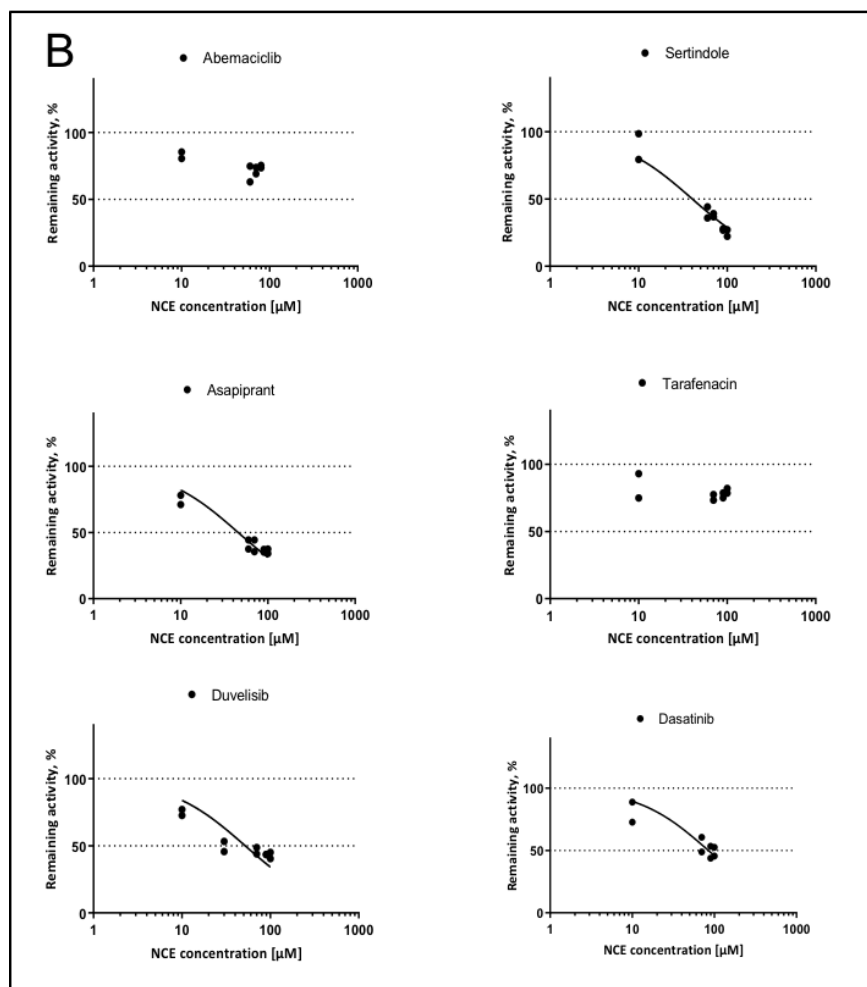 B
Abemaciclib
Remaining activity, %
100
50
0
1 10 100 1000
NCE concentration [µM]
Sertindole
Remaining activity, %
100
50
0
1 10 100 1000
NCE concentration [µM]
Asapiprant
Remaining activity, %
100
50
0
1 10 100 1000
NCE concentration [µM]
Tarafenacin
Remaining activity, %
100
50
0
1 10 100 1000
NCE concentration [µM]
Duvelisib
Remaining activity, %
100
50
0
1 10 100 1000
NCE concentration [µM]
Dasatinib
Remaining activity, %
100
50
0
1 10 100 1000
NCE concentration [µM]